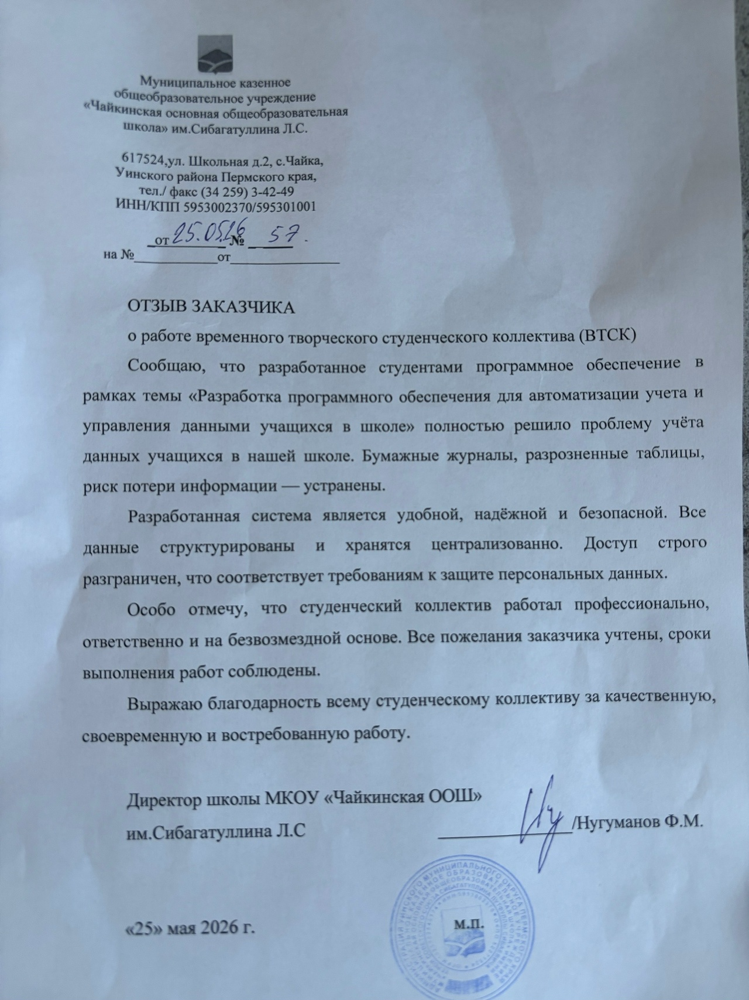 Муниципальное казенное
общеобразовательное учреждение
«Чайкинская основная общеобразовательная
школа» им.Сибагатуллина Л.С.
617524,ул. Школьная д.2, с.Чайка,
Уинского района Пермского края,
тел./ факс (34 259) 3-42-49
ИНН/КПП 5953002370/595301001
от 25.05.26 № 57
на №____________от________________
ОТЗЫВ ЗАКАЗЧИКА
о работе временного творческого студенческого коллектива (ВТСК)
Сообщаю, что разработанное студентами программное обеспечение в
рамках темы «Разработка программного обеспечения для автоматизации учета и
управления данными учащихся в школе» полностью решило проблему учёта
данных учащихся в нашей школе. Бумажные журналы, разрозненные таблицы,
риск потери информации — устранены.
Разработанная система является удобной, надёжной и безопасной. Все
данные структурированы и хранятся централизованно. Доступ строго
разграничен, что соответствует требованиям к защите персональных данных.
Особо отмечу, что студенческий коллектив работал профессионально,
ответственно и на безвозмездной основе. Все пожелания заказчика учтены, сроки
выполнения работ соблюдены.
Выражаю благодарность всему студенческому коллективу за качественную,
своевременную и востребованную работу.
Директор школы МКОУ «Чайкинская ООШ»
им.Сибагатуллина Л.С ________________/Нугуманов Ф.М.
«25» мая 2026 г.
М.П.